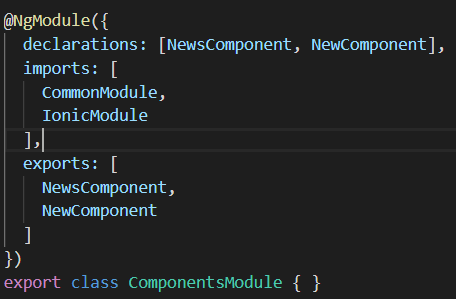 @NgModule({
  declarations: [NewsComponent, NewComponent],
  imports: [
    CommonModule,
    IonicModule
  ],
  exports: [
    NewsComponent,
    NewComponent
  ]
})
export class ComponentsModule { }